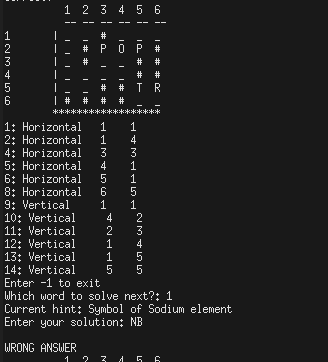 1 2 3 4 5 6
-- -- -- -- -- --
1 | _ _ # _ _ _
2 | _ # P O P #
3 | _ # _ _ # #
4 | _ _ _ _ # #
5 | _ _ # # T R
6 | # # # # _ _
******************
1: Horizontal 1 1
2: Horizontal 1 4
4: Horizontal 3 3
5: Horizontal 4 1
6: Horizontal 5 1
8: Horizontal 6 5
9: Vertical 1 1
10: Vertical 4 2
11: Vertical 2 3
12: Vertical 1 4
13: Vertical 1 5
14: Vertical 5 5
Enter -1 to exit
Which word to solve next?: 1
Current hint: Symbol of Sodium element
Enter your solution: NB
WRONG ANSWER
1 2 3 4 5 6